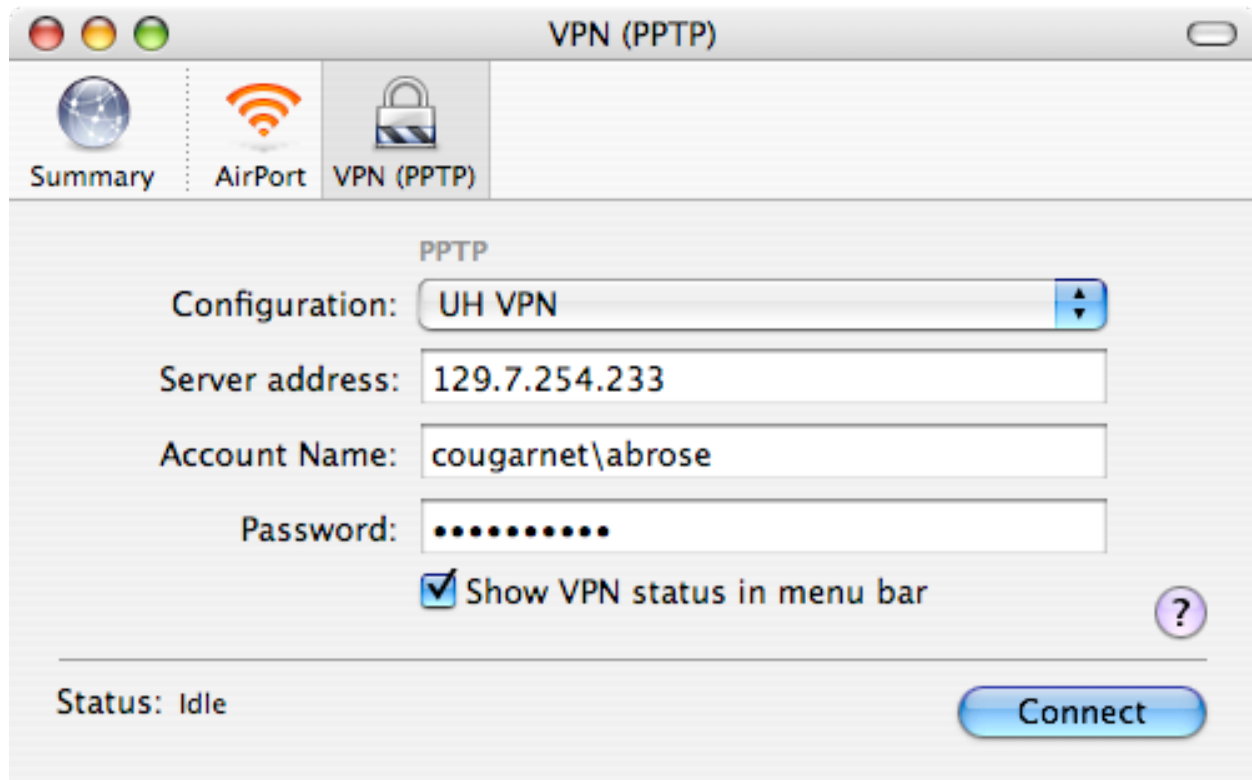 VPN (PPTP)
Summary
AirPort
VPN (PPTP)
PPTP
Configuration: UH VPN
Server address: 129.7.254.233
Account Name: cougarnet\abrose
Password: ••••••••••
Show VPN status in menu bar
?
Status: Idle
Connect